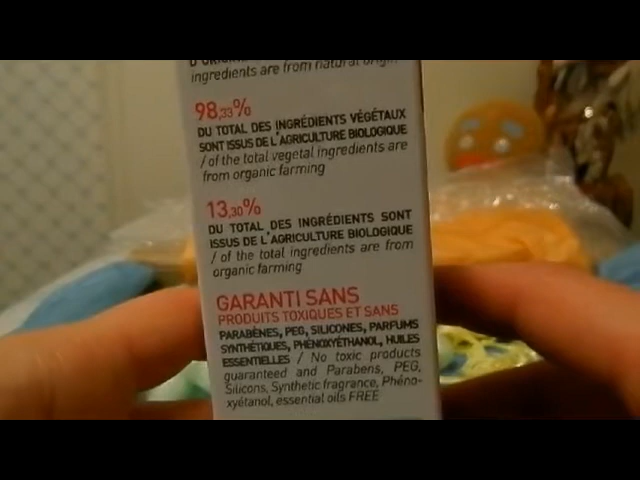 ingredients are from natural origin
98,33%
DU TOTAL DES INGRÉDIENTS VÉGÉTAUX
SONT ISSUS DE L'AGRICULTURE BIOLOGIQUE
/ of the total vegetal ingredients are
from organic farming
13,30%
DU TOTAL DES INGRÉDIENTS SONT
ISSUS DE L'AGRICULTURE BIOLOGIQUE
/ of the total ingredients are from
organic farming
GARANTI SANS
PRODUITS TOXIQUES ET SANS
PARABÈNES, PEG, SILICONES, PARFUMS
SYNTHÉTIQUES, PHÉNOXYÉTHANOL, HUILES
ESSENTIELLES / No toxic products
guaranteed and Parabens, PEG,
Silicons, Synthetic fragrance, Phéno-
xyétanol, essential oils FREE